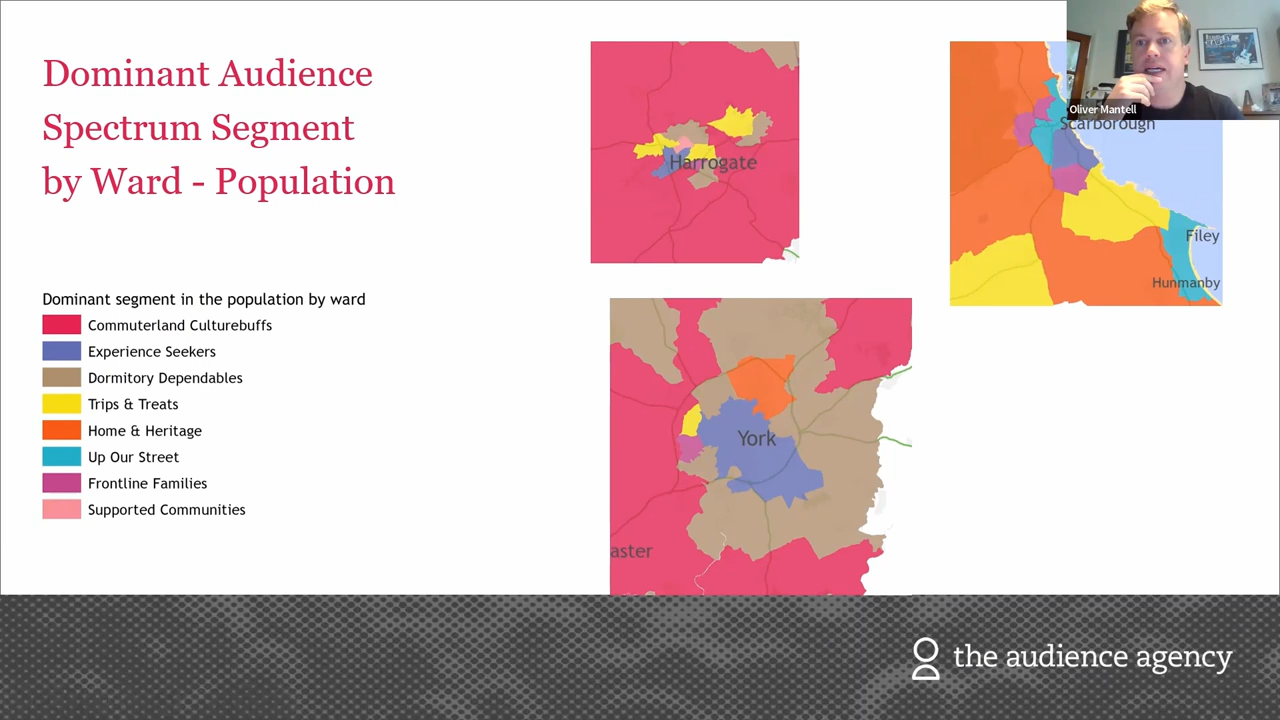 Dominant Audience
Spectrum Segment
by Ward - Population
Dominant segment in the population by ward
Commuterland Culturebuffs
Experience Seekers
Dormitory Dependables
Trips & Treats
Home & Heritage
Up Our Street
Frontline Families
Supported Communities
Harrogate
Oliver Mantell
Scarborough
Filey
Hunmanby
York
aster
the audience agency